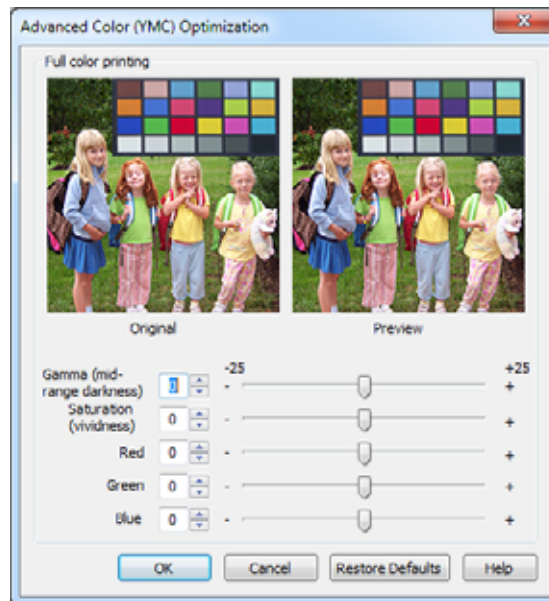 Advanced Color (YMC) Optimization
Full color printing
Original
Preview
-25
+25
Gamma (mid-
range darkness)
0
-
+
Saturation
(vividness)
0
-
+
Red
0
-
+
Green
0
-
+
Blue
0
-
+
OK
Cancel
Restore Defaults
Help